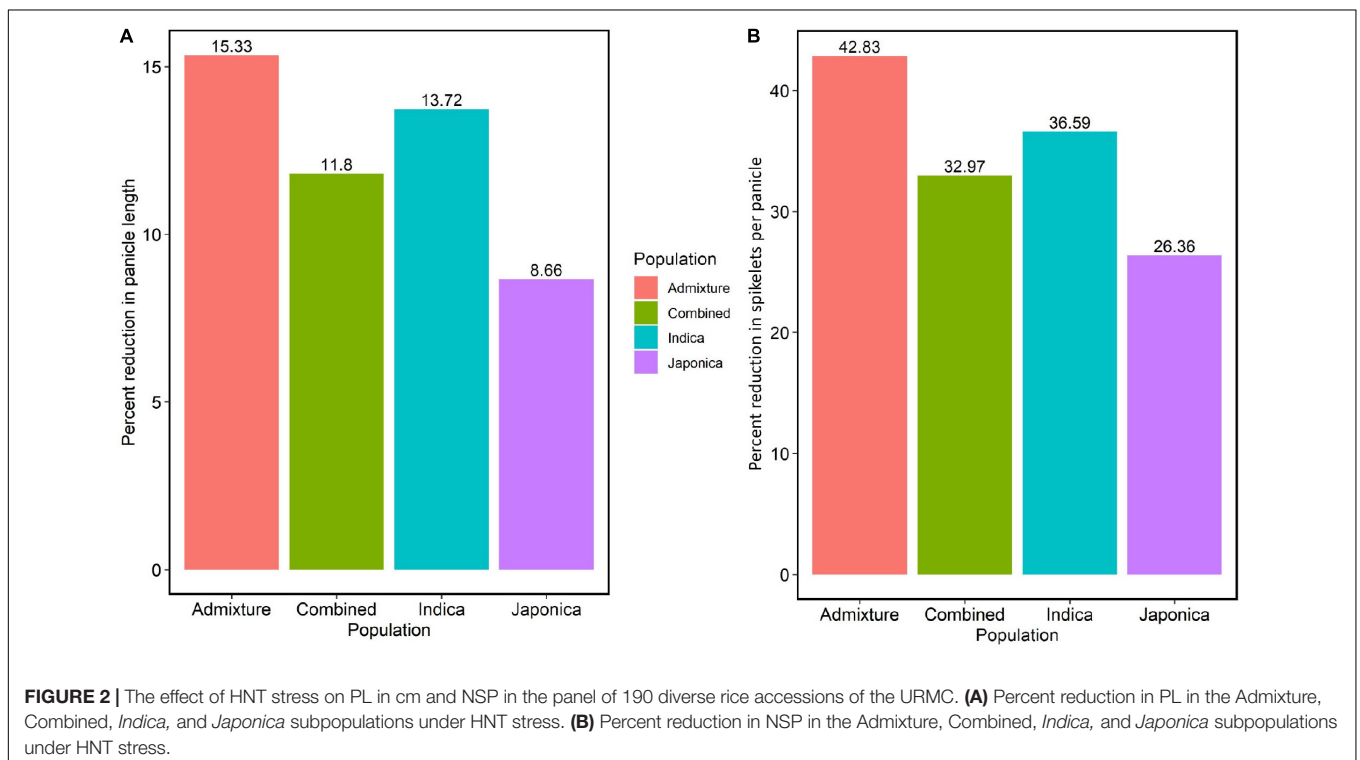 A
15.33
11.8
13.72
8.66
15
10
5
0
Percent reduction in panicle length
Admixture
Combined
Indica
Japonica
Population
Population
Admixture
Combined
Indica
Japonica
B
42.83
32.97
36.59
26.36
40
30
20
10
0
Percent reduction in spikelets per panicle
Admixture
Combined
Indica
Japonica
Population
FIGURE 2 | The effect of HNT stress on PL in cm and NSP in the panel of 190 diverse rice accessions of the URMC. (A) Percent reduction in PL in the Admixture,
Combined, Indica, and Japonica subpopulations under HNT stress. (B) Percent reduction in NSP in the Admixture, Combined, Indica, and Japonica subpopulations
under HNT stress.